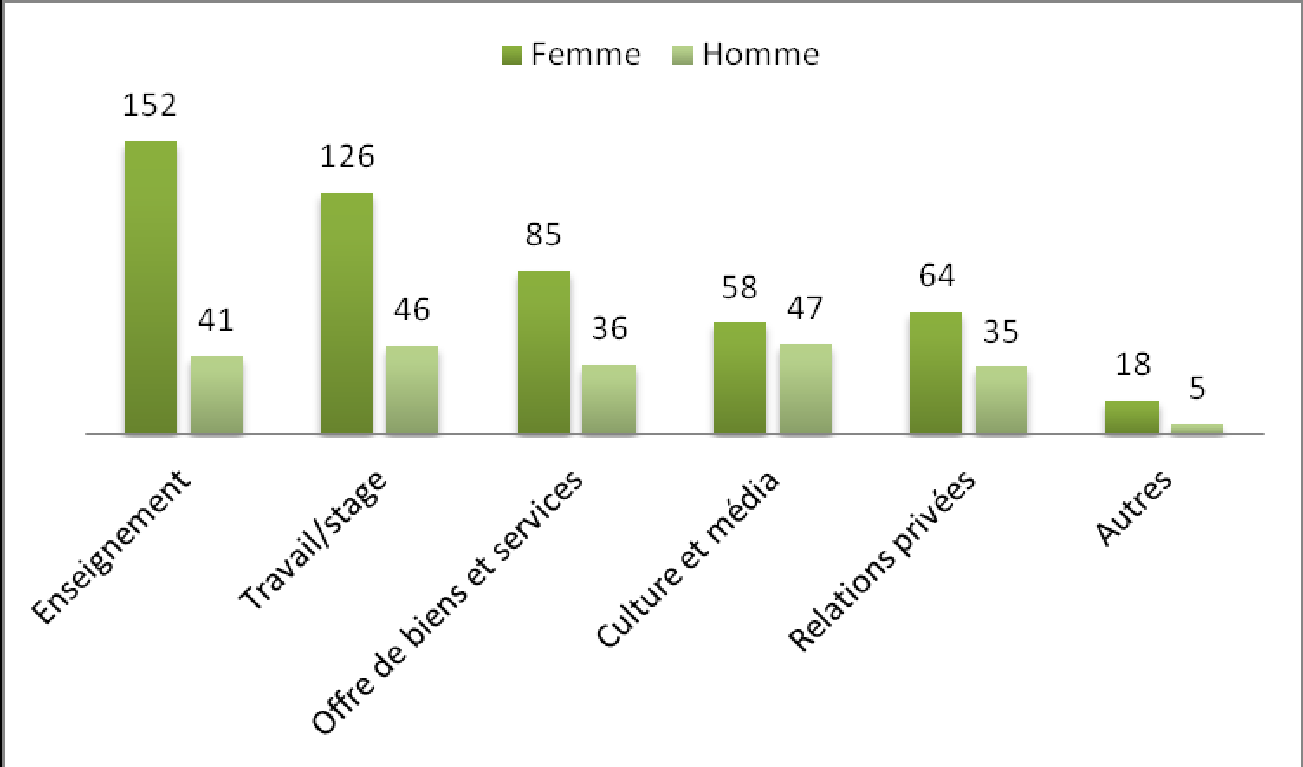 Femme Homme
152
126
85
64
58
47
46
41
36
35
18
5
Enseignement
Travail/stage
Offre de biens et services
Culture et média
Relations privées
Autres